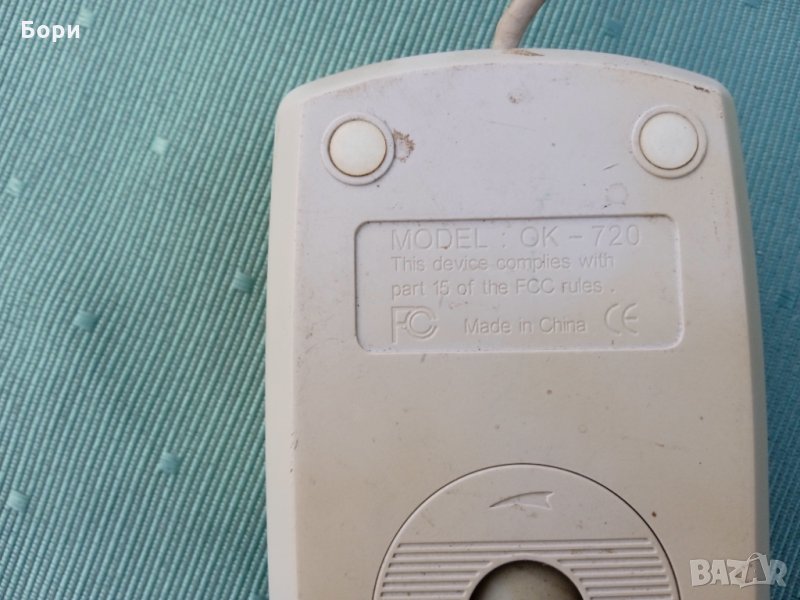 Бори
MODEL : OK – 720
This device complies with
part 15 of the FCC rules .
FC Made in China CE
BAZAR